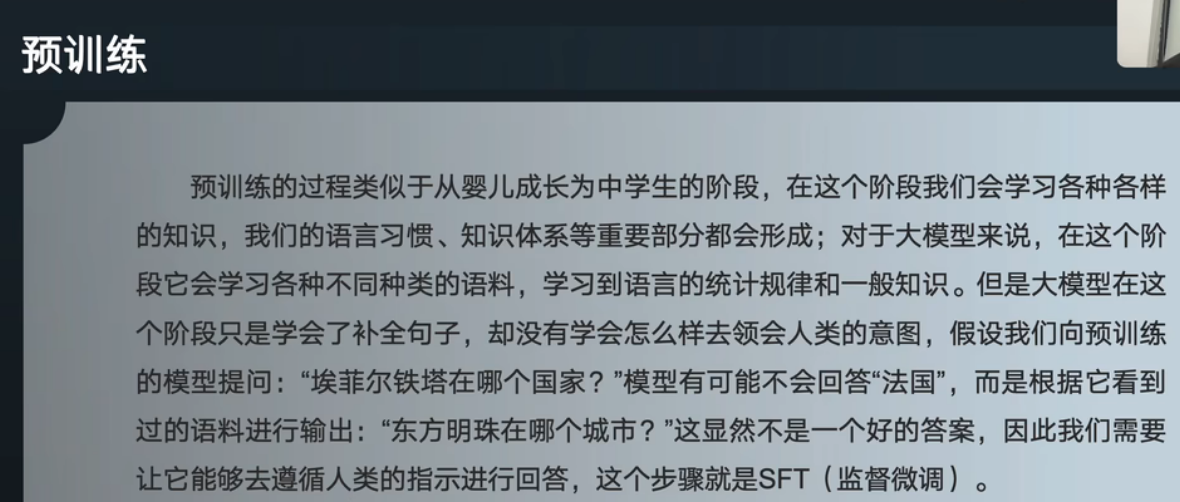 预训练
预训练的过程类似于从婴儿成长为中学生的阶段，在这个阶段我们会学习各种各样
的知识，我们的语言习惯、知识体系等重要部分都会形成；对于大模型来说，在这个阶
段它会学习各种不同种类的语料，学习到语言的统计规律和一般知识。但是大模型在这
个阶段只是学会了补全句子，却没有学会怎么样去领会人类的意图，假设我们向预训练
的模型提问：“埃菲尔铁塔在哪个国家？”模型有可能不会回答“法国”，而是根据它看到
过的语料进行输出：“东方明珠在哪个城市？”这显然不是一个好的答案，因此我们需要
让它能够去遵循人类的指示进行回答，这个步骤就是SFT（监督微调）。